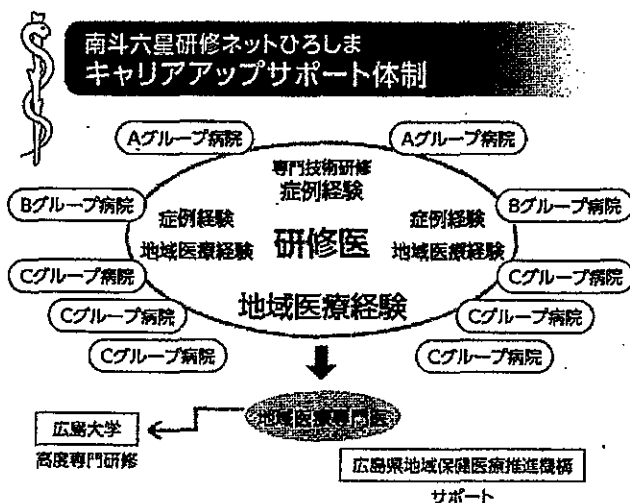 南斗六星研修ネットひろしま
キャリアアップサポート体制
Aグループ病院
Aグループ病院
専門技術研修
症例経験
Bグループ病院
Bグループ病院
症例経験
地域医療経験
研修医
症例経験
地域医療経験
Cグループ病院
Cグループ病院
地域医療経験
Cグループ病院
Cグループ病院
Cグループ病院
Cグループ病院
地域医療専門医
広島大学
高度専門研修
広島県地域保健医療推進機構
サポート